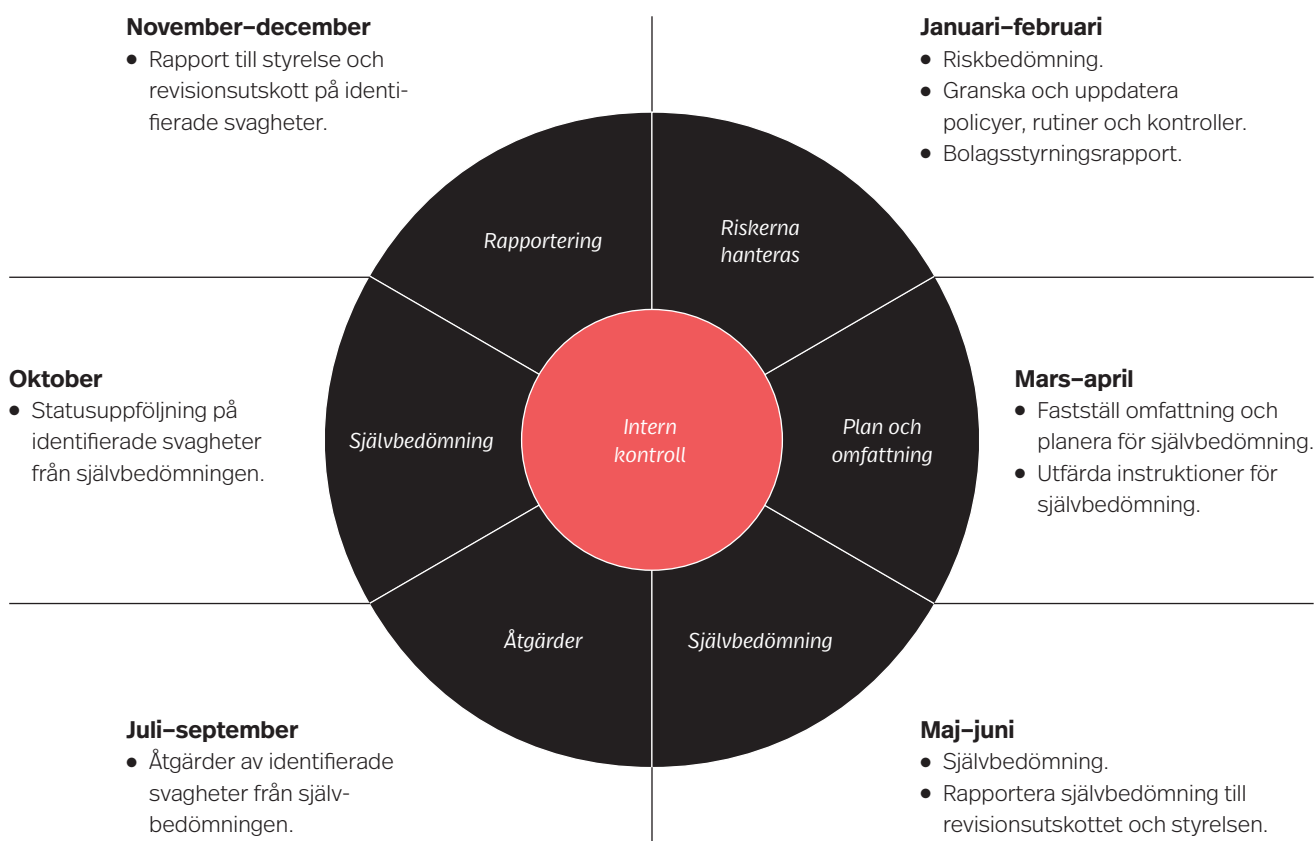 November–december
• Rapport till styrelse och
revisionsutskott på identi-
fierade svagheter.
Januari–februari
• Riskbedömning.
• Granska och uppdatera
policyer, rutiner och kontroller.
• Bolagsstyrningsrapport.
Rapportering
Riskerna
hanteras
Oktober
• Statusuppföljning på
identifierade svagheter
från självbedömningen.
Självbedömning
Intern
kontroll
Plan och
omfattning
Mars–april
• Fastställ omfattning och
planera för självbedömning.
• Utfärda instruktioner för
självbedömning.
Åtgärder
Självbedömning
Juli–september
• Åtgärder av identifierade
svagheter från själv-
bedömningen.
Maj–juni
• Självbedömning.
• Rapportera självbedömning till
revisionsutskottet och styrelsen.